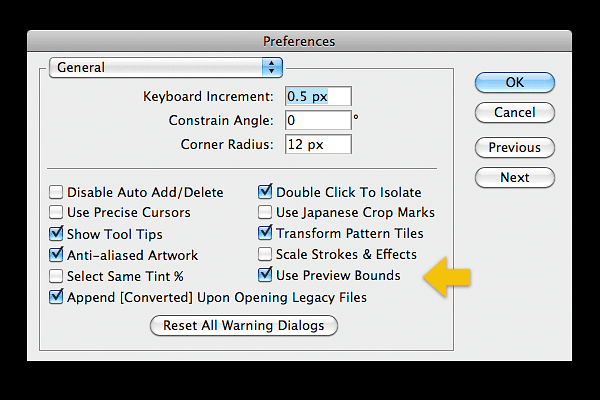 Preferences
General
Keyboard Increment: 0.5 px
Constrain Angle: 0 °
Corner Radius: 12 px
OK
Cancel
Previous
Next
Disable Auto Add/Delete Double Click To Isolate
Use Precise Cursors Use Japanese Crop Marks
Show Tool Tips Transform Pattern Tiles
Anti-aliased Artwork Scale Strokes & Effects
Select Same Tint % Use Preview Bounds
Append [Converted] Upon Opening Legacy Files
Reset All Warning Dialogs